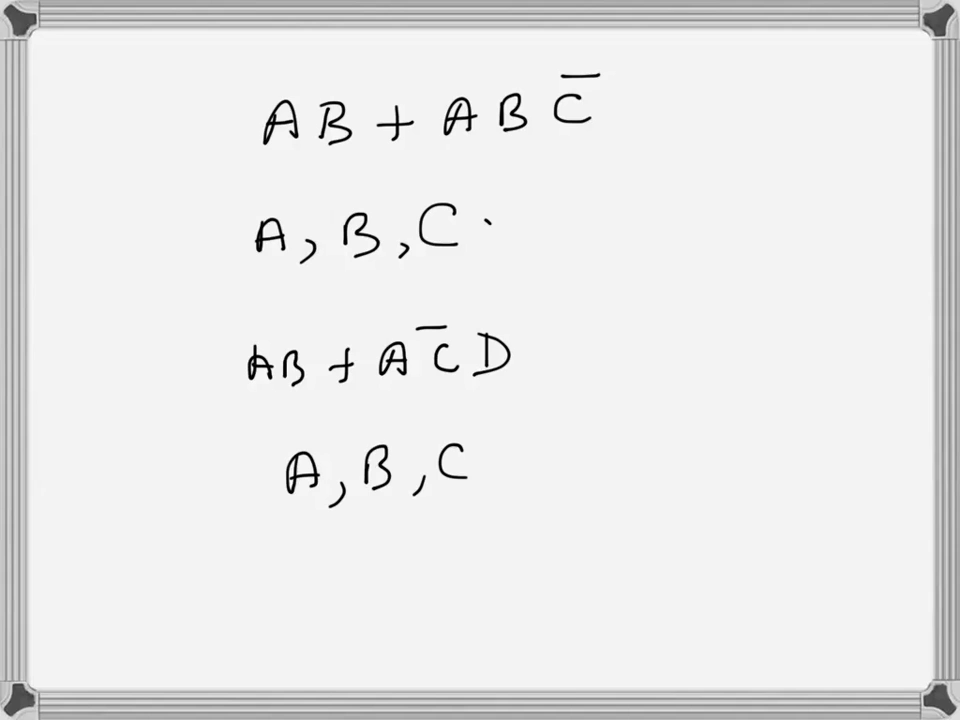 AB + ABC̅
A, B, C .
AB + AC̅D
A, B, C